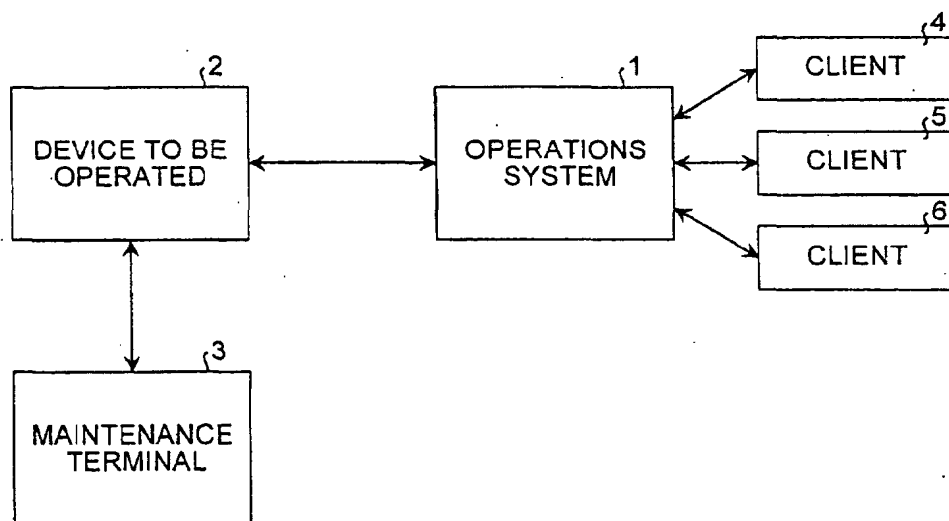 2
DEVICE TO BE
OPERATED
1
OPERATIONS
SYSTEM
4
CLIENT
5
CLIENT
6
CLIENT
3
MAINTENANCE
TERMINAL